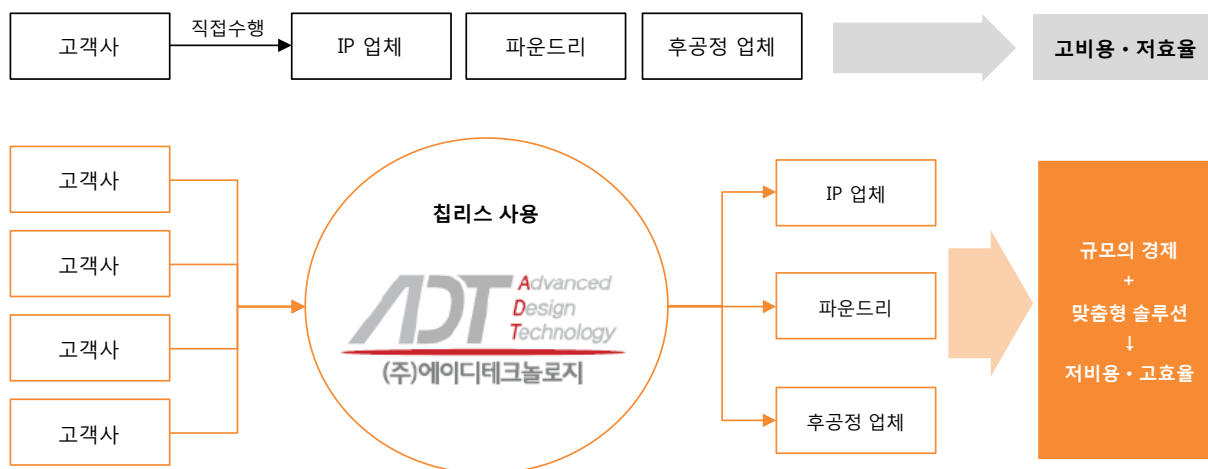 고객사
직접수행
IP 업체
파운드리
후공정 업체
고비용・저효율
고객사
고객사
고객사
고객사
칩리스 사용
ADT
Advanced
Design
Technology
(주)에이디테크놀로지
IP 업체
파운드리
후공정 업체
규모의 경제
+
맞춤형 솔루션
↓
저비용・고효율